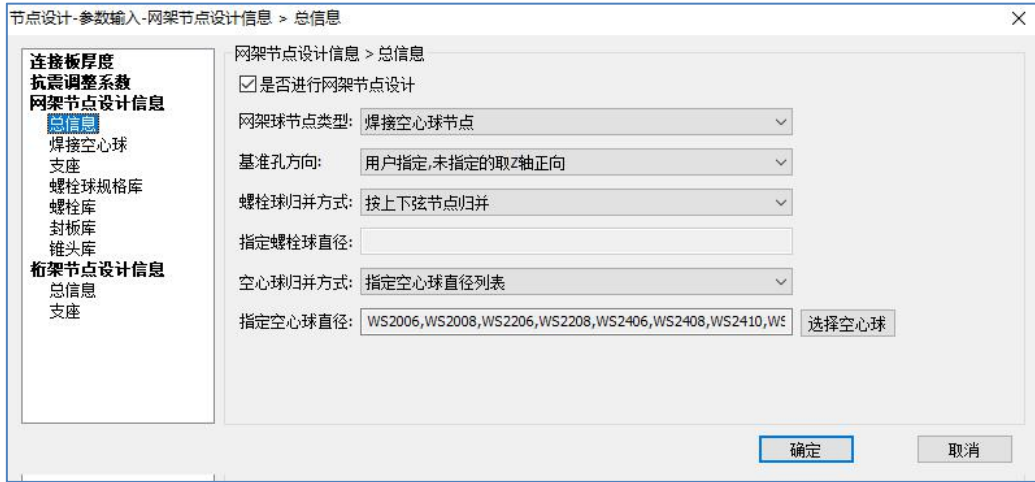 节点设计-参数输入-网架节点设计信息 > 总信息
连接板厚度
抗震调整系数
网架节点设计信息
总信息
焊接空心球
支座
螺栓球规格库
螺栓库
封板库
锥头库
桁架节点设计信息
总信息
支座
网架节点设计信息 > 总信息
是否进行网架节点设计
网架球节点类型: 焊接空心球节点
基准孔方向: 用户指定,未指定的取Z轴正向
螺栓球归并方式: 按上下弦节点归并
指定螺栓球直径:
空心球归并方式: 指定空心球直径列表
指定空心球直径: WS2006,WS2008,WS2206,WS2208,WS2406,WS2408,WS2410,WS 选择空心球
确定 取消